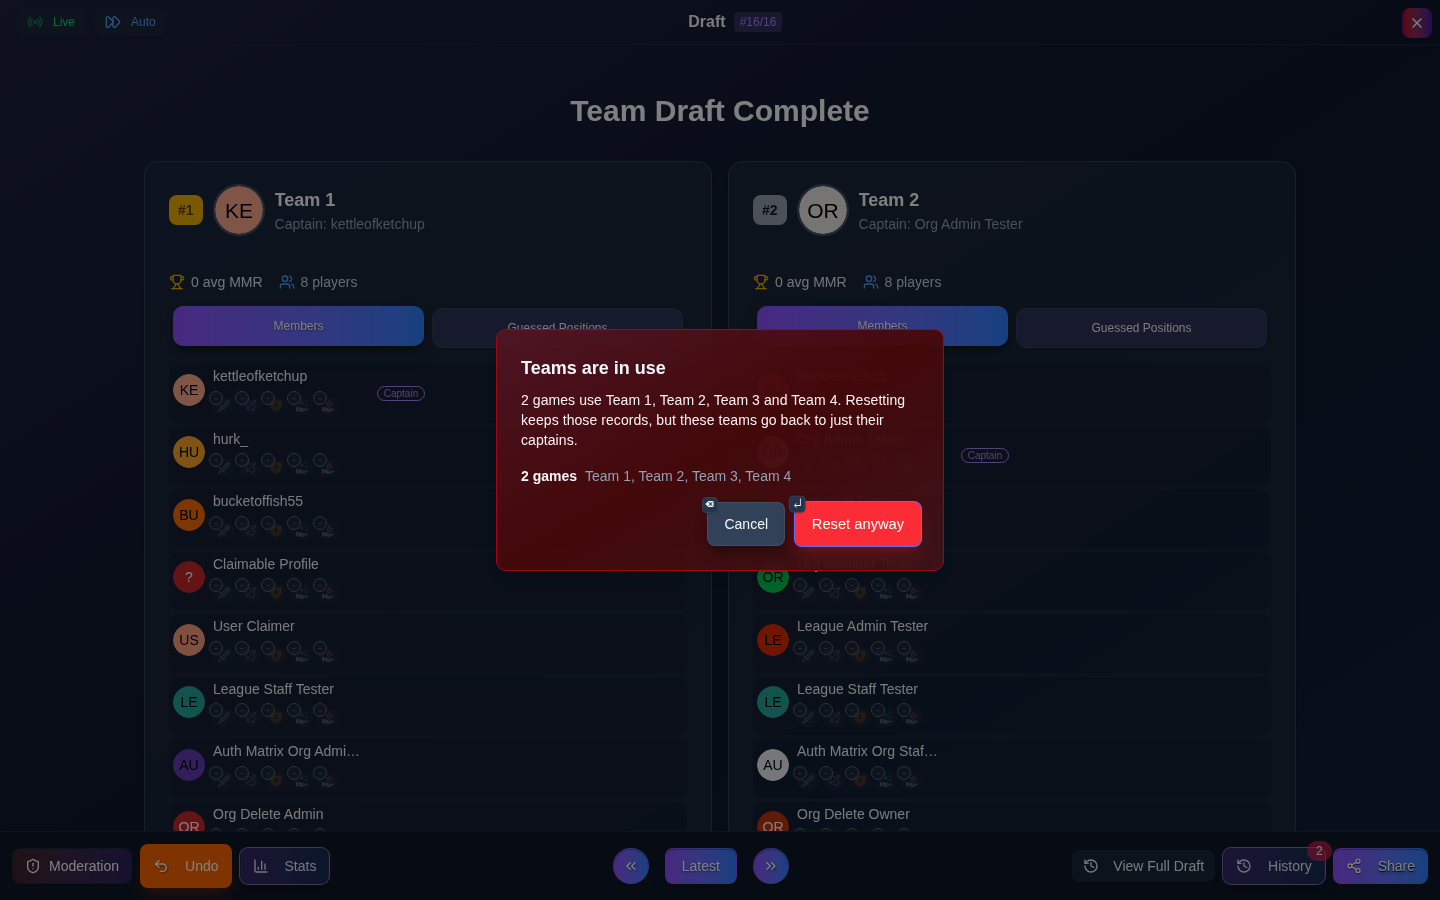 Live
Auto
Draft
#16/16
Team Draft Complete
#1
KE
Team 1
Captain: kettleofketchup
0 avg MMR
8 players
Members
Guessed Positions
KE
kettleofketchup
Captain
HU
hurk_
BU
bucketoffish55
?
Claimable Profile
US
User Claimer
LE
League Staff Tester
AU
Auth Matrix Org Admi…
OR
Org Delete Admin
#2
OR
Team 2
Captain: Org Admin Tester
0 avg MMR
8 players
Members
Guessed Positions
bucketoffish55
OR
Org Admin Tester
Captain
OR
LE
League Admin Tester
LE
League Staff Tester
AU
Auth Matrix Org Staf…
OR
Org Delete Owner
Teams are in use
2 games use Team 1, Team 2, Team 3 and Team 4. Resetting
keeps those records, but these teams go back to just their
captains.
2 games Team 1, Team 2, Team 3, Team 4
Cancel
Reset anyway
Moderation
Undo
Stats
Latest
View Full Draft
History
2
Share